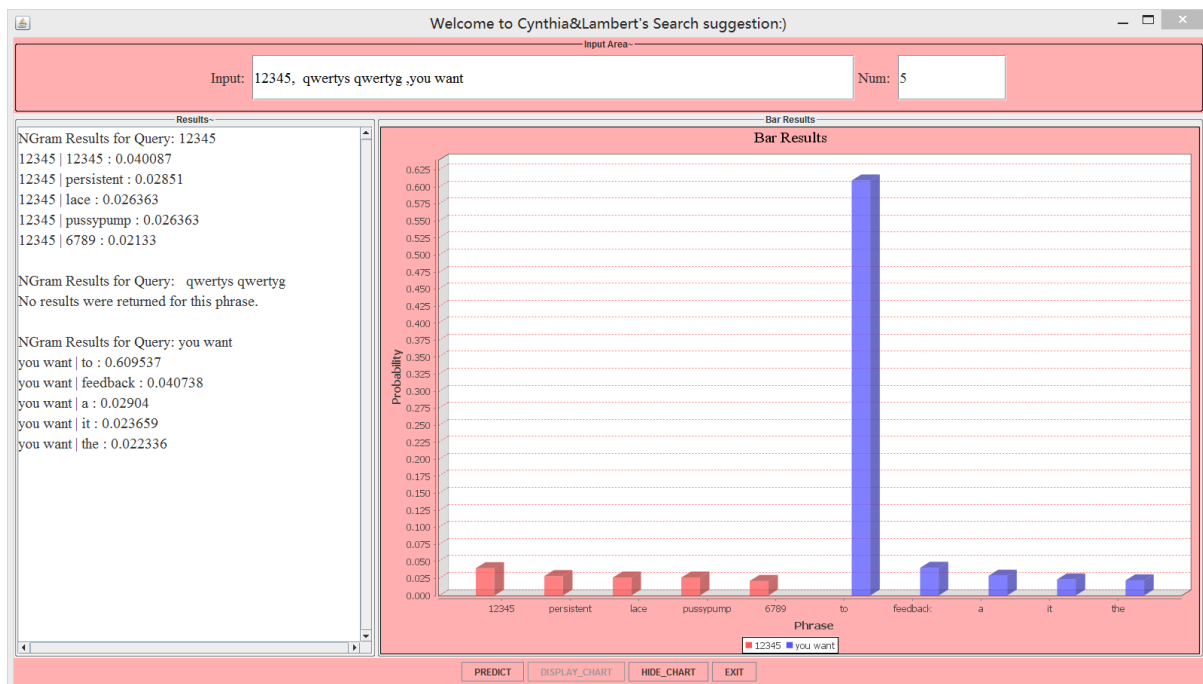 Welcome to Cynthia&Lambert's Search suggestion:)
Input Area~
Input: 12345,  qwertys qwertyg ,you want Num: 5
Results~
NGram Results for Query: 12345
12345 | 12345 : 0.040087
12345 | persistent : 0.02851
12345 | lace : 0.026363
12345 | pussypump : 0.026363
12345 | 6789 : 0.02133
NGram Results for Query:   qwertys qwertyg
No results were returned for this phrase.
NGram Results for Query: you want
you want | to : 0.609537
you want | feedback : 0.040738
you want | a : 0.02904
you want | it : 0.023659
you want | the : 0.022336
Bar Results
Bar Results
0.625
0.600
0.575
0.550
0.525
0.500
0.475
0.450
0.425
0.400
0.375
0.350
0.325
0.300
0.275
0.250
0.225
0.200
0.175
0.150
0.125
0.100
0.075
0.050
0.025
0.000
Probability
12345 persistent lace pussypump 6789 to feedback a it the
Phrase
12345 you want
PREDICT DISPLAY_CHART HIDE_CHART EXIT